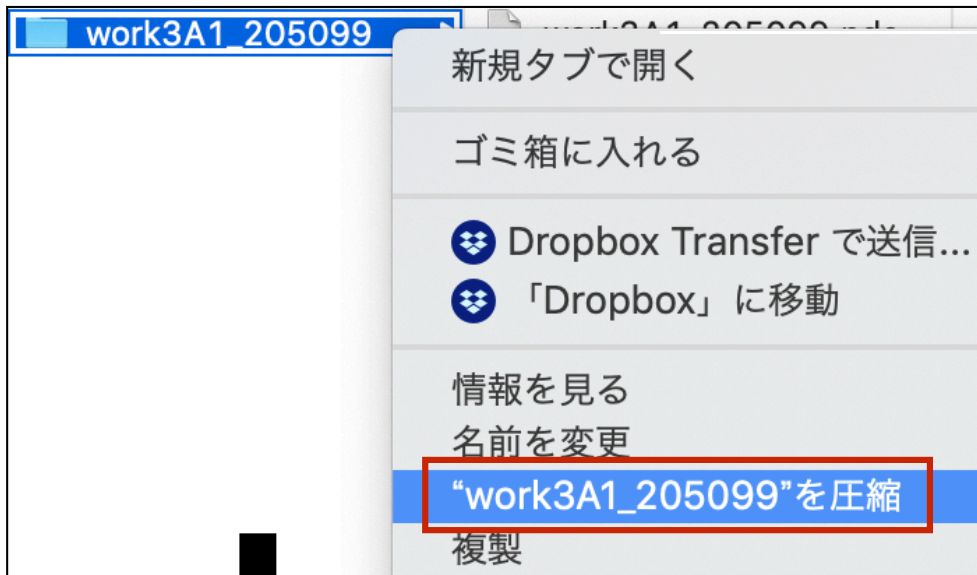 work3A1_205099
新規タブで開く
ゴミ箱に入れる
Dropbox Transfer で送信...
「Dropbox」に移動
情報を見る
名前を変更
“work3A1_205099”を圧縮
複製